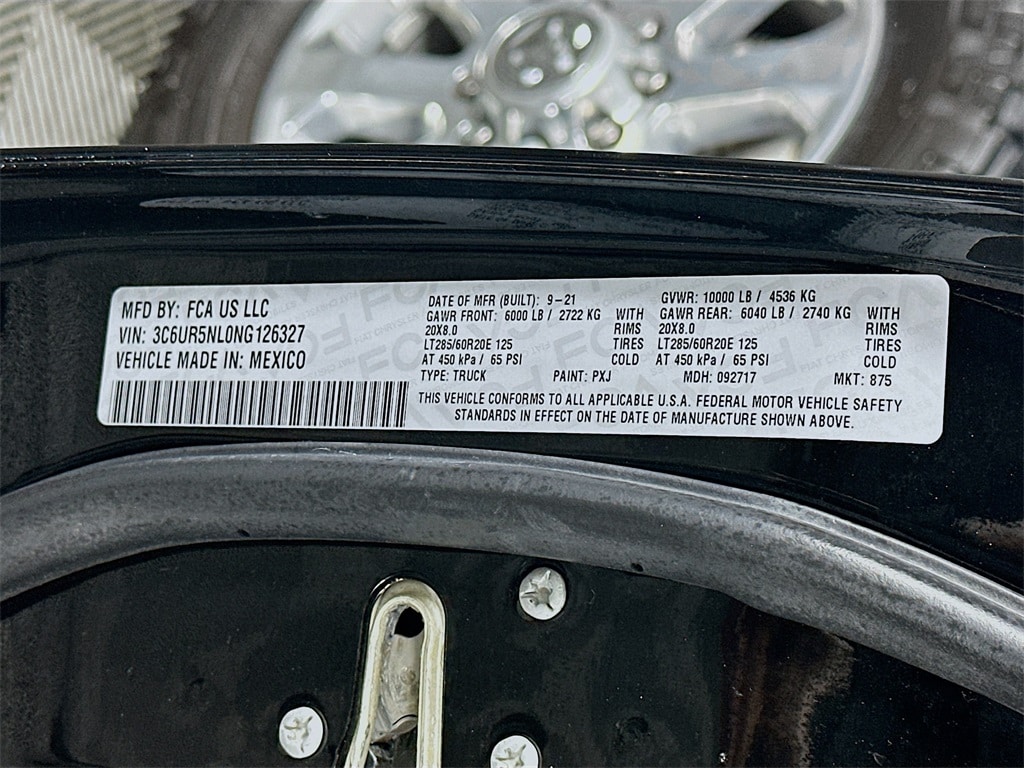 MFD BY: FCA US LLC
VIN: 3C6UR5NL0NG126327
VEHICLE MADE IN: MEXICO
DATE OF MFR (BUILT): 9-21
GAWR FRONT: 6000 LB / 2722 KG WITH
20X8.0 RIMS
LT285/60R20E 125 TIRES
AT 450 kPa / 65 PSI COLD
GVWR: 10000 LB / 4536 KG
GAWR REAR: 6040 LB / 2740 KG WITH
20X8.0 RIMS
LT285/60R20E 125 TIRES
AT 450 kPa / 65 PSI COLD
TYPE: TRUCK PAINT: PXJ MDH: 092717 MKT: 875
THIS VEHICLE CONFORMS TO ALL APPLICABLE U.S.A. FEDERAL MOTOR VEHICLE SAFETY
STANDARDS IN EFFECT ON THE DATE OF MANUFACTURE SHOWN ABOVE.